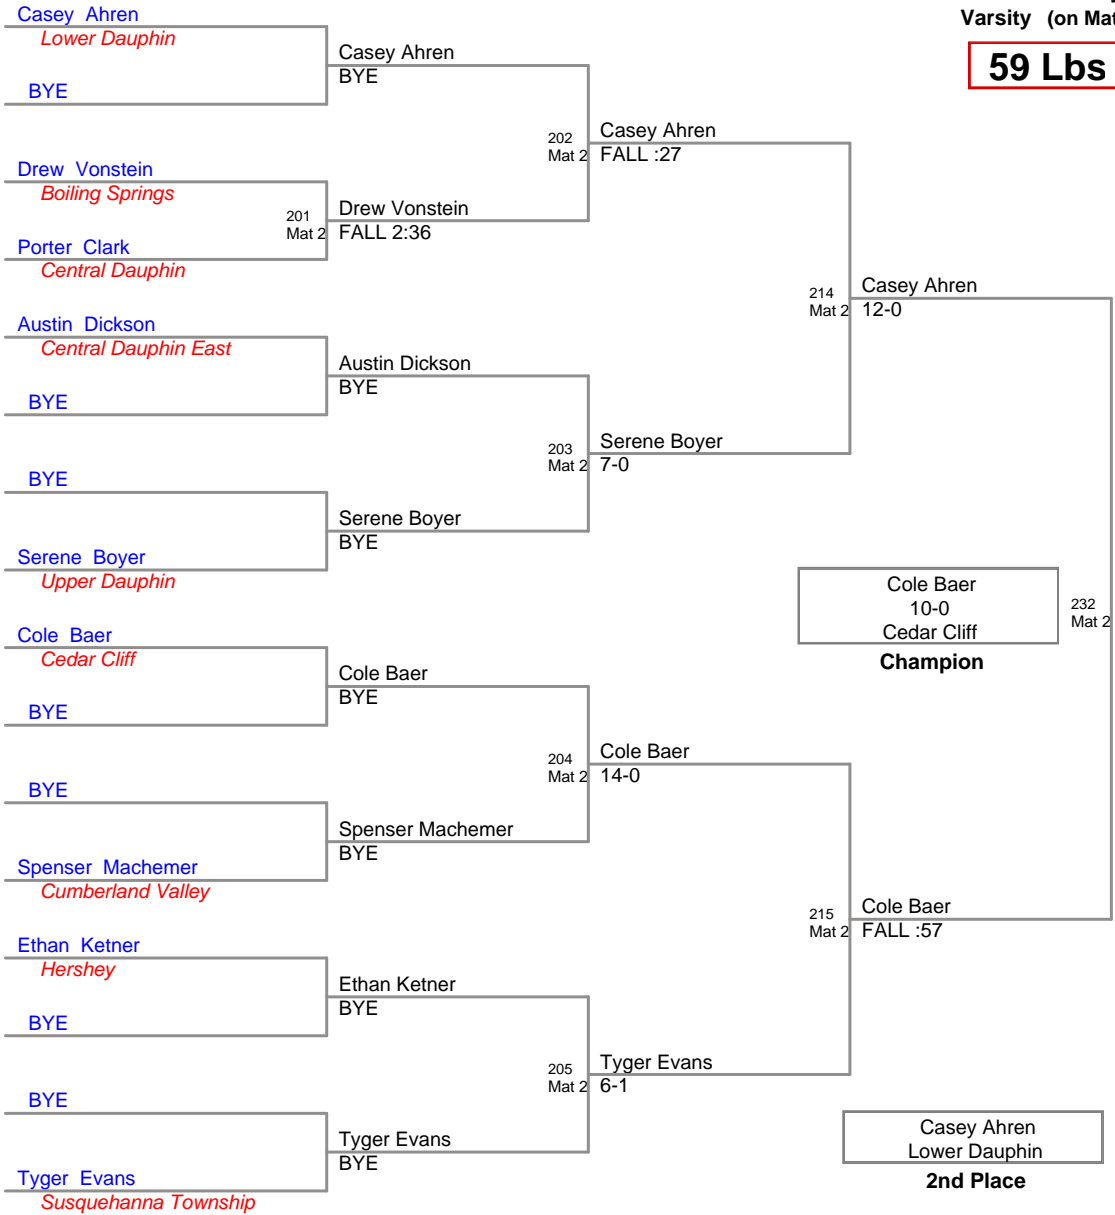 Varsity (on Mat
59 Lbs
Casey Ahren
Lower Dauphin
BYE
Drew Vonstein
Boiling Springs
Porter Clark
Central Dauphin
Austin Dickson
Central Dauphin East
BYE
BYE
Serene Boyer
Upper Dauphin
Cole Baer
Cedar Cliff
BYE
BYE
Spenser Machemer
Cumberland Valley
Ethan Ketner
Hershey
BYE
BYE
Tyger Evans
Susquehanna Township
Casey Ahren
BYE
201
Mat 2
Drew Vonstein
FALL 2:36
Austin Dickson
BYE
Serene Boyer
BYE
Cole Baer
BYE
Spenser Machemer
BYE
Ethan Ketner
BYE
Tyger Evans
BYE
202
Mat 2
Casey Ahren
FALL :27
203
Mat 2
Serene Boyer
7-0
204
Mat 2
Cole Baer
14-0
205
Mat 2
Tyger Evans
6-1
214
Mat 2
Casey Ahren
12-0
215
Mat 2
Cole Baer
FALL :57
232
Mat 2
Cole Baer
10-0
Cedar Cliff
Champion
Casey Ahren
Lower Dauphin
2nd Place